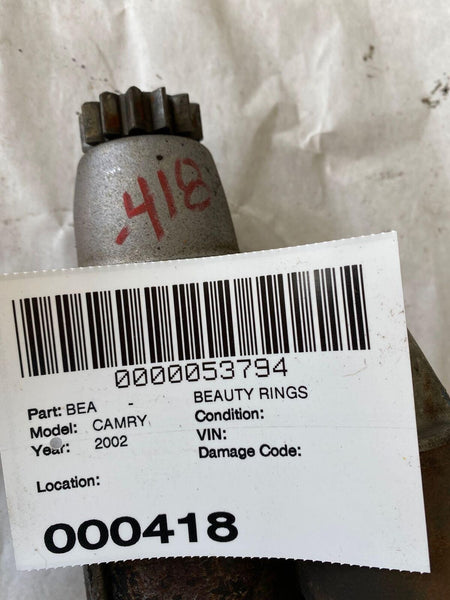 418
0000053794
Part: BEA - BEAUTY RINGS
Model: CAMRY Condition:
Year: 2002 VIN:
Damage Code:
Location:
000418